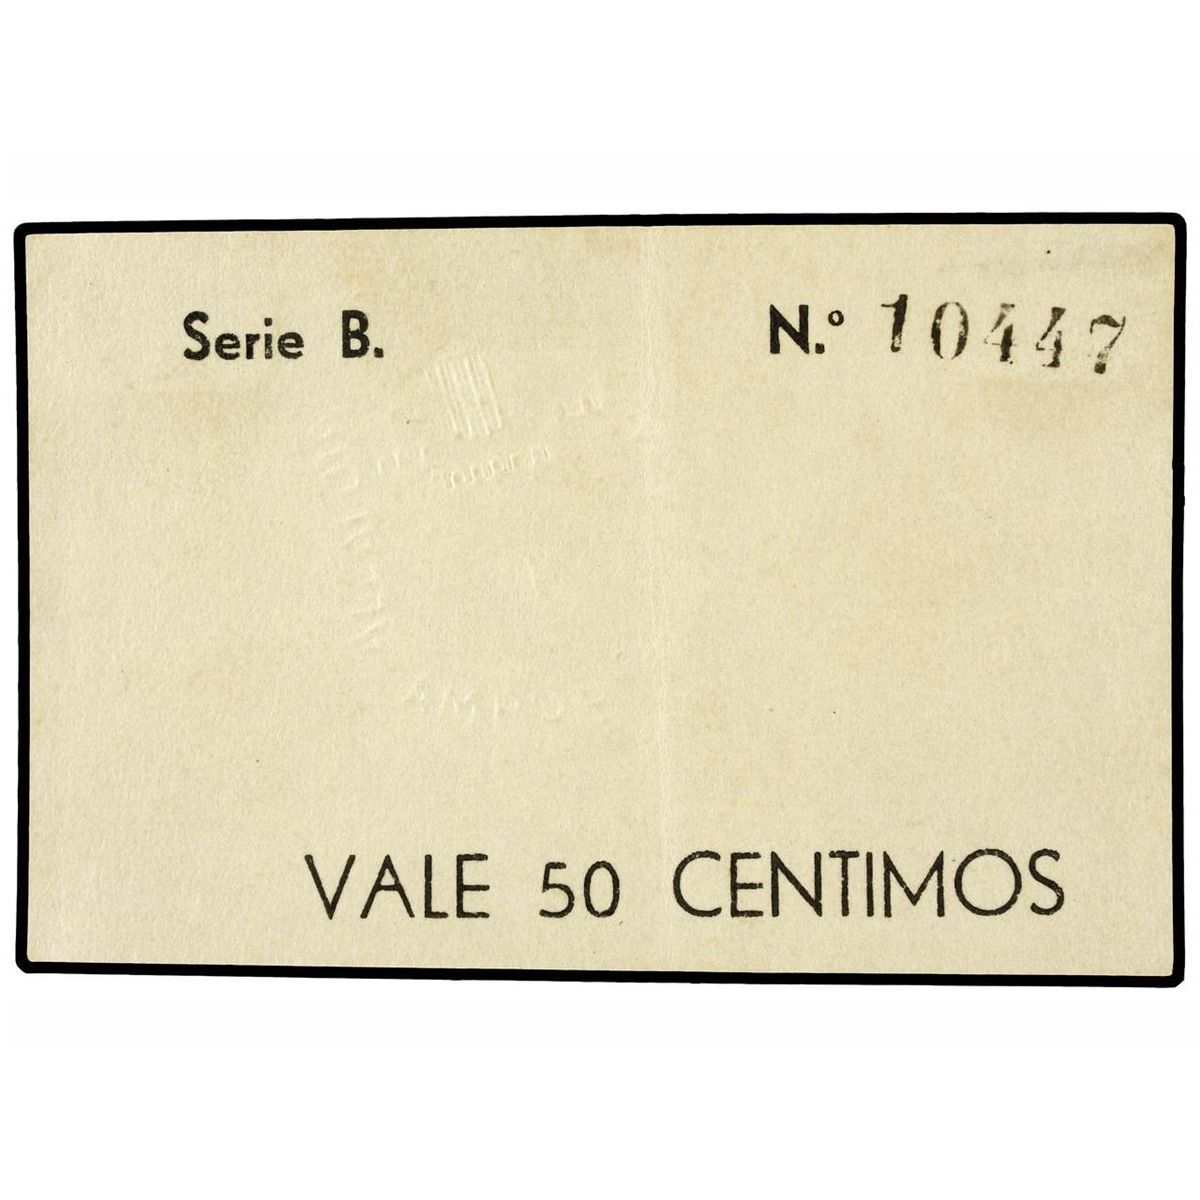 Serie B. N.º 10447
VALE 50 CENTIMOS